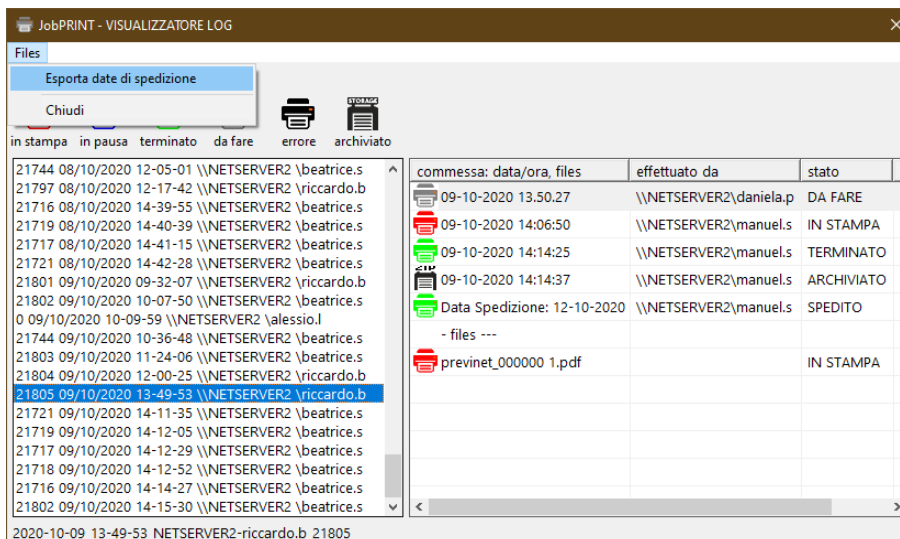 JobPRINT - VISUALIZZATORE LOG
Files
Esporta date di spedizione
Chiudi
STORAGE
in stampa in pausa terminato da fare errore archiviato
21744 08/10/2020 12-05-01 \\NETSERVER2 \beatrice.s
21797 08/10/2020 12-17-42 \\NETSERVER2 \riccardo.b
21716 08/10/2020 14-39-55 \\NETSERVER2 \beatrice.s
21719 08/10/2020 14-40-39 \\NETSERVER2 \beatrice.s
21717 08/10/2020 14-41-15 \\NETSERVER2 \beatrice.s
21721 08/10/2020 14-42-28 \\NETSERVER2 \beatrice.s
21801 09/10/2020 09-32-07 \\NETSERVER2 \riccardo.b
21802 09/10/2020 10-07-50 \\NETSERVER2 \beatrice.s
0 09/10/2020 10-09-59 \\NETSERVER2 \alessio.l
21744 09/10/2020 10-36-48 \\NETSERVER2 \beatrice.s
21803 09/10/2020 11-24-06 \\NETSERVER2 \riccardo.b
21804 09/10/2020 12-00-25 \\NETSERVER2 \riccardo.b
21805 09/10/2020 13-49-53 \\NETSERVER2 \riccardo.b
21721 09/10/2020 14-11-35 \\NETSERVER2 \beatrice.s
21719 09/10/2020 14-12-05 \\NETSERVER2 \beatrice.s
21717 09/10/2020 14-12-29 \\NETSERVER2 \beatrice.s
21718 09/10/2020 14-12-52 \\NETSERVER2 \beatrice.s
21716 09/10/2020 14-14-27 \\NETSERVER2 \beatrice.s
21802 09/10/2020 14-15-30 \\NETSERVER2 \beatrice.s
commessa: data/ora, files effettuato da stato
09-10-2020 13.50.27 \\NETSERVER2\daniela.p DA FARE
09-10-2020 14:06:50 \\NETSERVER2\manuel.s IN STAMPA
09-10-2020 14:14:25 \\NETSERVER2\manuel.s TERMINATO
09-10-2020 14:14:37 \\NETSERVER2\manuel.s ARCHIVIATO
Data Spedizione: 12-10-2020 \\NETSERVER2\manuel.s SPEDITO
- files ---
previnet_000000 1.pdf IN STAMPA
2020-10-09 13-49-53 NETSERVER2-riccardo.b 21805